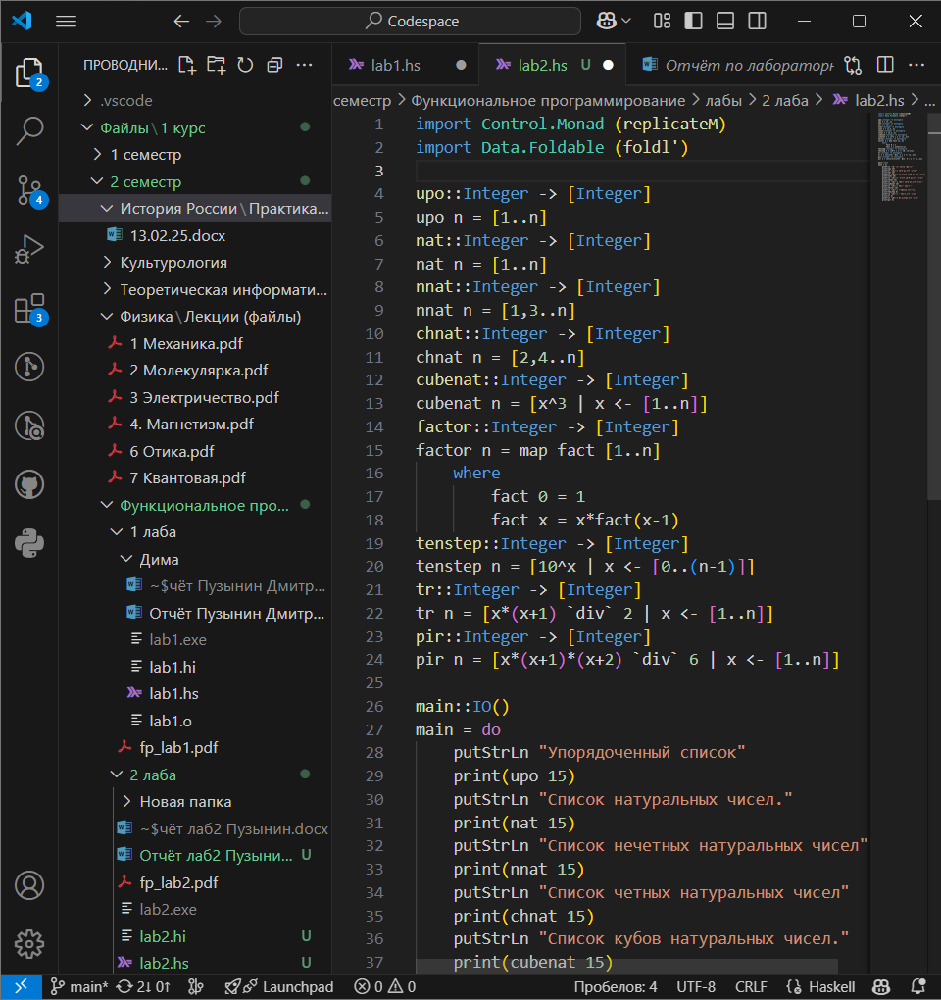 Codespace
ПРОВОДНИ...
lab1.hs
lab2.hs U
Отчёт по лаборатор
семестр > Функциональное программирование > лабы > 2 лаба > lab2.hs > ...
2
4
3
.vscode
Файлы\1 курс
1 семестр
2 семестр
История России\Практика...
13.02.25.docx
Культурология
Теоретическая информати...
Физика\Лекции (файлы)
1 Механика.pdf
2 Молекулярка.pdf
3 Электричество.pdf
4. Магнетизм.pdf
6 Отика.pdf
7 Квантовая.pdf
Функциональное про...
1 лаба
Дима
~$чёт Пузынин Дмитр...
Отчёт Пузынин Дмитр...
lab1.exe
lab1.hi
lab1.hs
lab1.o
fp_lab1.pdf
2 лаба
Новая папка
~$чёт лаб2 Пузынин.docx
Отчёт лаб2 Пузыни... U
fp_lab2.pdf
lab2.exe
lab2.hi U
lab2.hs U
1 import Control.Monad (replicateM)
2 import Data.Foldable (foldl')
3
4 upo::Integer -> [Integer]
5 upo n = [1..n]
6 nat::Integer -> [Integer]
7 nat n = [1..n]
8 nnat::Integer -> [Integer]
9 nnat n = [1,3..n]
10 chnat::Integer -> [Integer]
11 chnat n = [2,4..n]
12 cubenat::Integer -> [Integer]
13 cubenat n = [x^3 | x <- [1..n]]
14 factor::Integer -> [Integer]
15 factor n = map fact [1..n]
16 where
17 fact 0 = 1
18 fact x = x*fact(x-1)
19 tenstep::Integer -> [Integer]
20 tenstep n = [10^x | x <- [0..(n-1)]]
21 tr::Integer -> [Integer]
22 tr n = [x*(x+1) `div` 2 | x <- [1..n]]
23 pir::Integer -> [Integer]
24 pir n = [x*(x+1)*(x+2) `div` 6 | x <- [1..n]]
25
26 main::IO()
27 main = do
28 putStrLn "Упорядоченный список"
29 print(upo 15)
30 putStrLn "Список натуральных чисел."
31 print(nat 15)
32 putStrLn "Список нечетных натуральных чисел"
33 print(nnat 15)
34 putStrLn "Список четных натуральных чисел"
35 print(chnat 15)
36 putStrLn "Список кубов натуральных чисел."
37 print(cubenat 15)
main* 2↓ 0↑ Launchpad 0 0 Пробелов: 4 UTF-8 CRLF Haskell